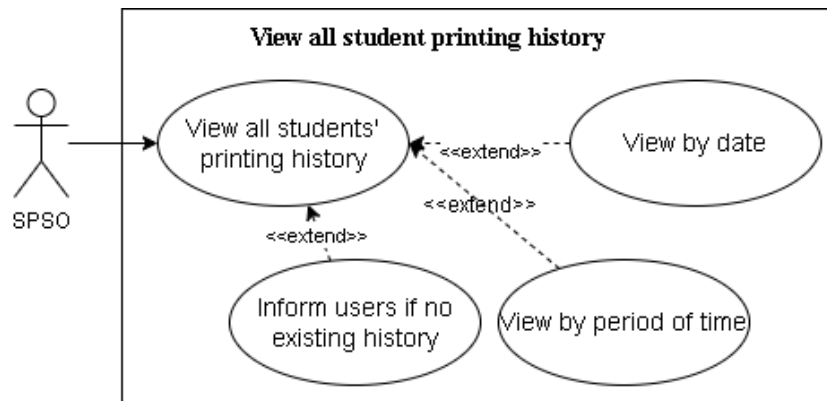 View all student printing history
View all students'
printing history
<<extend>>
View by date
<<extend>>
SPSO
<<extend>>
Inform users if no
existing history
View by period of time